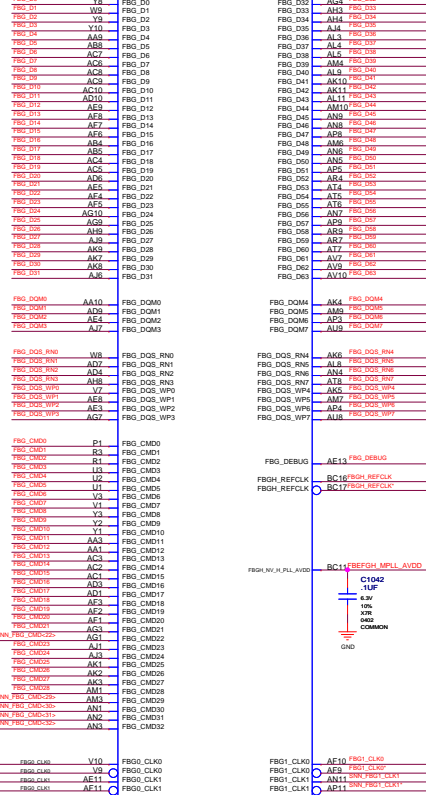 Y8 FBG_D0
FBG_D1 W9 FBG_D1
FBG_D2 Y9 FBG_D2
FBG_D3 Y10 FBG_D3
FBG_D4 AA9 FBG_D4
FBG_D5 AB8 FBG_D5
FBG_D6 AC7 FBG_D6
FBG_D7 AC6 FBG_D7
FBG_D8 AC8 FBG_D8
FBG_D9 AC9 FBG_D9
FBG_D10 AC10 FBG_D10
FBG_D11 AD10 FBG_D11
FBG_D12 AE9 FBG_D12
FBG_D13 AF8 FBG_D13
FBG_D14 AF7 FBG_D14
FBG_D15 AF6 FBG_D15
FBG_D16 AB4 FBG_D16
FBG_D17 AB5 FBG_D17
FBG_D18 AC4 FBG_D18
FBG_D19 AC5 FBG_D19
FBG_D20 AD6 FBG_D20
FBG_D21 AE5 FBG_D21
FBG_D22 AF4 FBG_D22
FBG_D23 AF5 FBG_D23
FBG_D24 AG10 FBG_D24
FBG_D25 AG9 FBG_D25
FBG_D26 AH9 FBG_D26
FBG_D27 AJ9 FBG_D27
FBG_D28 AK9 FBG_D28
FBG_D29 AK7 FBG_D29
FBG_D30 AK8 FBG_D30
FBG_D31 AJ6 FBG_D31
FBG_DQM0 AA10 FBG_DQM0
FBG_DQM1 AD9 FBG_DQM1
FBG_DQM2 AE4 FBG_DQM2
FBG_DQM3 AJ7 FBG_DQM3
FBG_DQS_RN0 W8 FBG_DQS_RN0
FBG_DQS_RN1 AD7 FBG_DQS_RN1
FBG_DQS_RN2 AD4 FBG_DQS_RN2
FBG_DQS_RN3 AH8 FBG_DQS_RN3
FBG_DQS_WP0 V7 FBG_DQS_WP0
FBG_DQS_WP1 AE8 FBG_DQS_WP1
FBG_DQS_WP2 AE3 FBG_DQS_WP2
FBG_DQS_WP3 AG7 FBG_DQS_WP3
FBG_CMD0 P1 FBG_CMD0
FBG_CMD1 R3 FBG_CMD1
FBG_CMD2 R1 FBG_CMD2
FBG_CMD3 U3 FBG_CMD3
FBG_CMD4 U2 FBG_CMD4
FBG_CMD5 U1 FBG_CMD5
FBG_CMD6 V3 FBG_CMD6
FBG_CMD7 V1 FBG_CMD7
FBG_CMD8 Y3 FBG_CMD8
FBG_CMD9 Y2 FBG_CMD9
FBG_CMD10 Y1 FBG_CMD10
FBG_CMD11 AA3 FBG_CMD11
FBG_CMD12 AA1 FBG_CMD12
FBG_CMD13 AC3 FBG_CMD13
FBG_CMD14 AC2 FBG_CMD14
FBG_CMD15 AC1 FBG_CMD15
FBG_CMD16 AD3 FBG_CMD16
FBG_CMD17 AD1 FBG_CMD17
FBG_CMD18 AF3 FBG_CMD18
FBG_CMD19 AF2 FBG_CMD19
FBG_CMD20 AF1 FBG_CMD20
FBG_CMD21 AG3 FBG_CMD21
NN_FBG_CMD<22> AG1 FBG_CMD22
FBG_CMD23 AJ1 FBG_CMD23
FBG_CMD24 AJ3 FBG_CMD24
FBG_CMD25 AK1 FBG_CMD25
FBG_CMD26 AK2 FBG_CMD26
FBG_CMD27 AK3 FBG_CMD27
FBG_CMD28 AM1 FBG_CMD28
NN_FBG_CMD<29> AM3 FBG_CMD29
NN_FBG_CMD<30> AN1 FBG_CMD30
NN_FBG_CMD<31> AN2 FBG_CMD31
NN_FBG_CMD<32> AN3 FBG_CMD32
FBG0_CLK0 V10 FBG0_CLK0
FBG0_CLK0 V9 FBG0_CLK0
FBG0_CLK1 AE11 FBG0_CLK1
FBG0_CLK1 AF11 FBG0_CLK1
FBG_D32 AG4
FBG_D33 AH3 FBG_D33
FBG_D34 AH4 FBG_D34
FBG_D35 AJ4 FBG_D35
FBG_D36 AL3 FBG_D36
FBG_D37 AL4 FBG_D37
FBG_D38 AL5 FBG_D38
FBG_D39 AM4 FBG_D39
FBG_D40 AL9 FBG_D40
FBG_D41 AK10 FBG_D41
FBG_D42 AK11 FBG_D42
FBG_D43 AL11 FBG_D43
FBG_D44 AM10 FBG_D44
FBG_D45 AN9 FBG_D45
FBG_D46 AN8 FBG_D46
FBG_D47 AP8 FBG_D47
FBG_D48 AM6 FBG_D48
FBG_D49 AN6 FBG_D49
FBG_D50 AN5 FBG_D50
FBG_D51 AP5 FBG_D51
FBG_D52 AR4 FBG_D52
FBG_D53 AT4 FBG_D53
FBG_D54 AT5 FBG_D54
FBG_D55 AT6 FBG_D55
FBG_D56 AN7 FBG_D56
FBG_D57 AP9 FBG_D57
FBG_D58 AR9 FBG_D58
FBG_D59 AR7 FBG_D59
FBG_D60 AT7 FBG_D60
FBG_D61 AV7 FBG_D61
FBG_D62 AV9 FBG_D62
FBG_D63 AV10 FBG_D63
FBG_DQM4 AK4 FBG_DQM4
FBG_DQM5 AM9 FBG_DQM5
FBG_DQM6 AP3 FBG_DQM6
FBG_DQM7 AU9 FBG_DQM7
FBG_DQS_RN4 AK6 FBG_DQS_RN4
FBG_DQS_RN5 AL8 FBG_DQS_RN5
FBG_DQS_RN6 AN4 FBG_DQS_RN6
FBG_DQS_RN7 AT8 FBG_DQS_RN7
FBG_DQS_WP4 AK5 FBG_DQS_WP4
FBG_DQS_WP5 AM7 FBG_DQS_WP5
FBG_DQS_WP6 AP4 FBG_DQS_WP6
FBG_DQS_WP7 AU8 FBG_DQS_WP7
FBG_DEBUG AE13 FBG_DEBUG
FBGH_REFCLK BC16 FBGH_REFCLK
FBGH_REFCLK BC17 FBGH_REFCLK*
FBGH_NV_H_PLL_AVDD BC11 FBEFGH_MPLL_AVDD
C1042
.1UF
6.3V
10%
X7R
0402
COMMON
GND
FBG1_CLK0 AF10 FBG1_CLK0
FBG1_CLK0 AF9 FBG1_CLK0*
FBG1_CLK1 AN11 SNN_FBG1_CLK1
FBG1_CLK1 AP11 SNN_FBG1_CLK1*